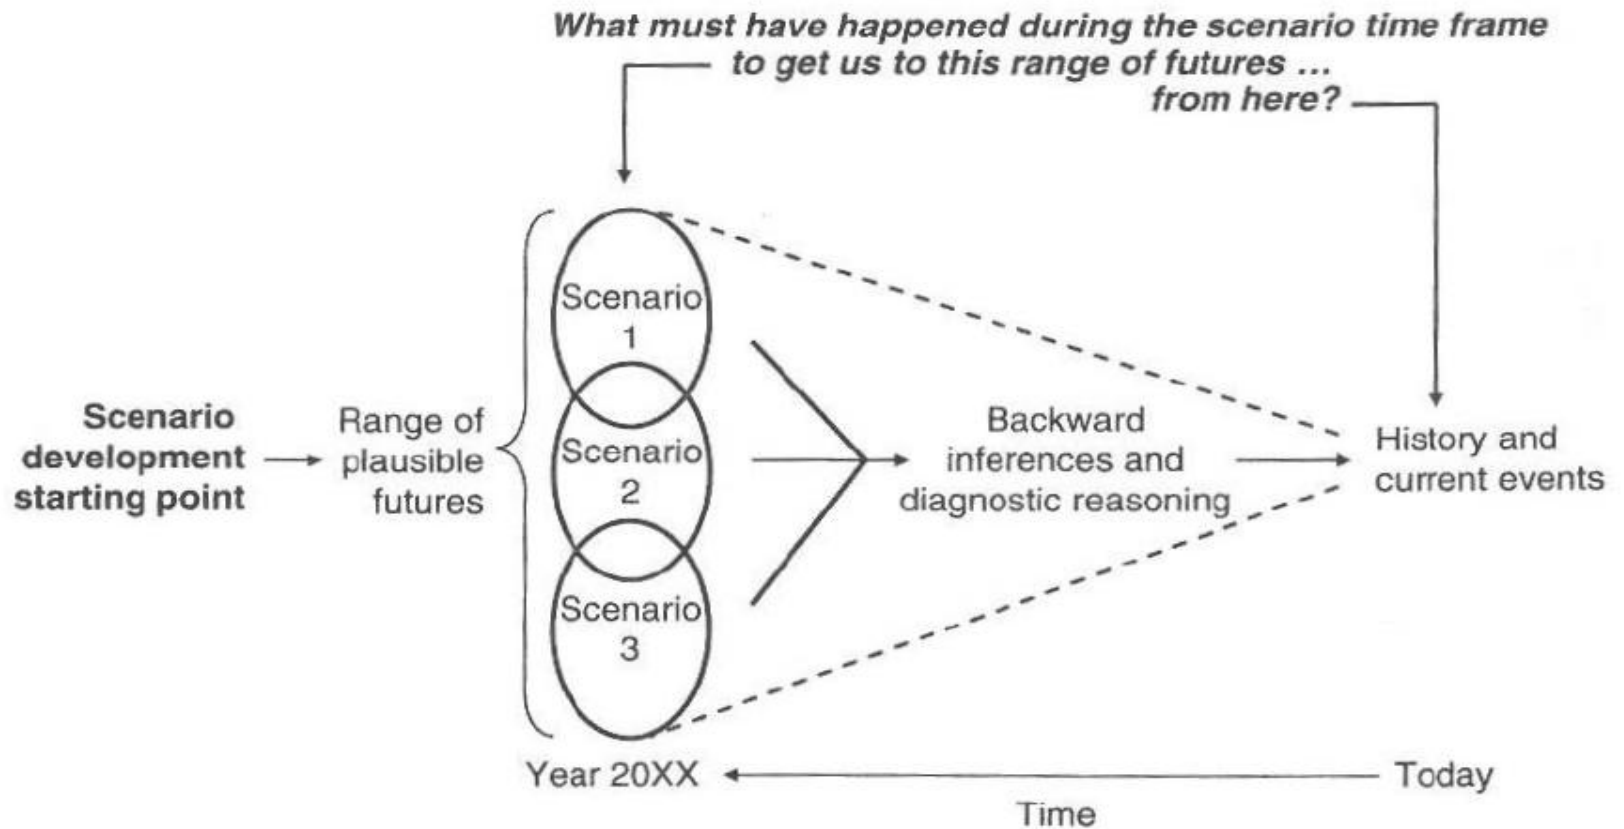 What must have happened during the scenario time frame
to get us to this range of futures ...
from here?
Scenario
development
starting point
Range of
plausible
futures
Scenario
1
Scenario
2
Scenario
3
Backward
inferences and
diagnostic reasoning
History and
current events
Year 20XX
Today
Time